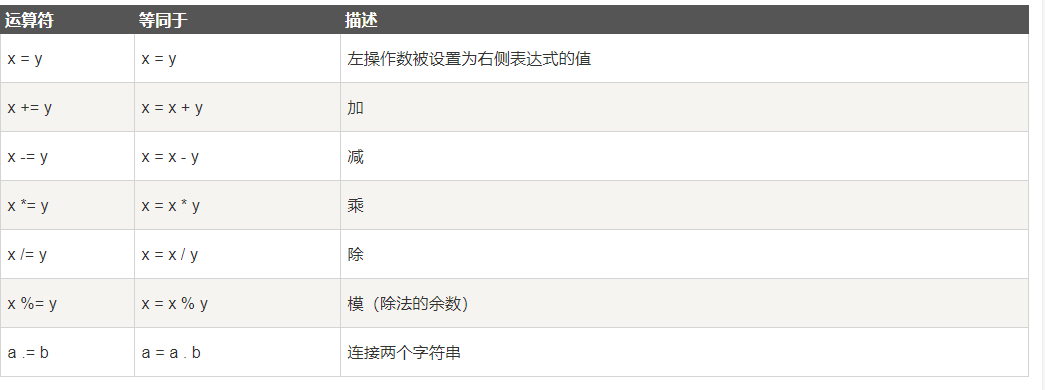 运算符 等同于 描述
x = y x = y 左操作数被设置为右侧表达式的值
x += y x = x + y 加
x -= y x = x - y 减
x *= y x = x * y 乘
x /= y x = x / y 除
x %= y x = x % y 模（除法的余数）
a .= b a = a . b 连接两个字符串